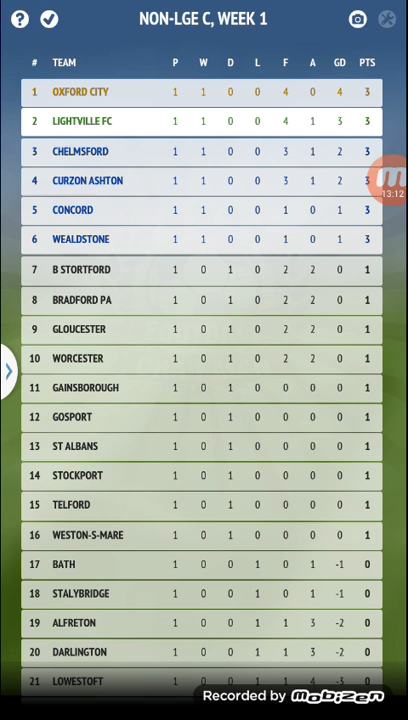 NON-LGE C, WEEK 1
# TEAM P W D L F A GD PTS
1 OXFORD CITY 1 1 0 0 4 0 4 3
2 LIGHTVILLE FC 1 1 0 0 4 1 3 3
3 CHELMSFORD 1 1 0 0 3 1 2 3
4 CURZON ASHTON 1 1 0 0 3 1 2 3
-13:12
5 CONCORD 1 1 0 0 1 0 1 3
6 WEALDSTONE 1 1 0 0 1 0 1 3
7 B STORTFORD 1 0 1 0 2 2 0 1
8 BRADFORD PA 1 0 1 0 2 2 0 1
9 GLOUCESTER 1 0 1 0 2 2 0 1
10 WORCESTER 1 0 1 0 2 2 0 1
11 GAINSBOROUGH 1 0 1 0 0 0 0 1
12 GOSPORT 1 0 1 0 0 0 0 1
13 ST ALBANS 1 0 1 0 0 0 0 1
14 STOCKPORT 1 0 1 0 0 0 0 1
15 TELFORD 1 0 1 0 0 0 0 1
16 WESTON-S-MARE 1 0 1 0 0 0 0 1
17 BATH 1 0 0 1 0 1 -1 0
18 STALYBRIDGE 1 0 0 1 0 1 -1 0
19 ALFRETON 1 0 0 1 1 3 -2 0
20 DARLINGTON 1 0 0 1 1 3 -2 0
21 LOWESTOFT 1 0 0 1 1 4 -3 0
Recorded by Mobizen